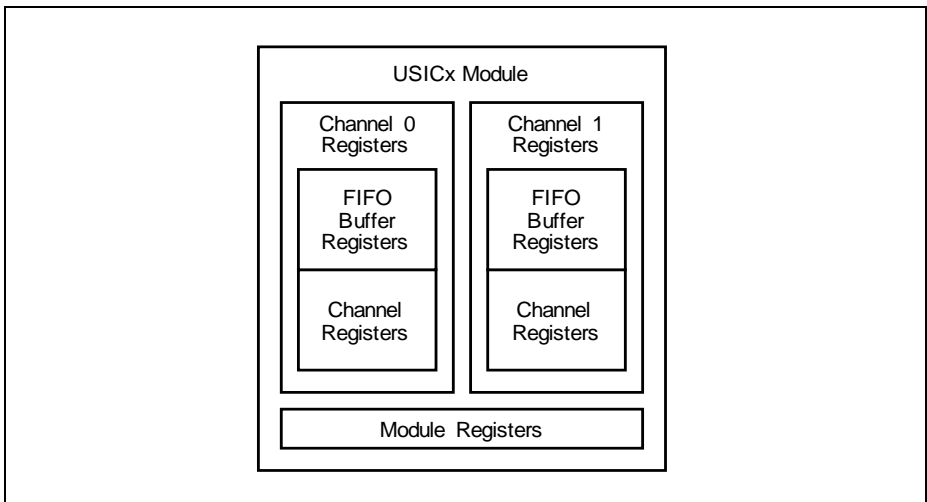 USICx Module
Channel 0
Registers
FIFO
Buffer
Registers
Channel
Registers
Channel 1
Registers
FIFO
Buffer
Registers
Channel
Registers
Module Registers